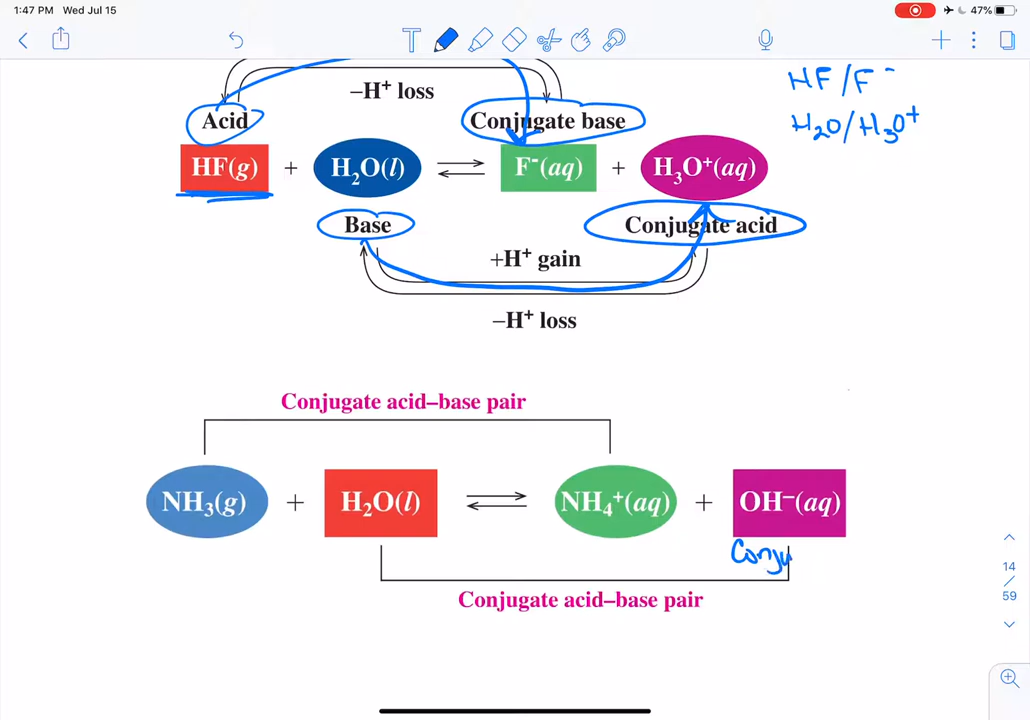 1:47 PM Wed Jul 15 47%
−H⁺ loss
HF/F⁻
H₂O/H₃O⁺
Acid Conjugate base
HF(g) + H₂O(l) ⇌ F⁻(aq) + H₃O⁺(aq)
Base Conjugate acid
+H⁺ gain
−H⁺ loss
Conjugate acid–base pair
NH₃(g) + H₂O(l) ⇌ NH₄⁺(aq) + OH⁻(aq)
Conju
Conjugate acid–base pair
14
/
59